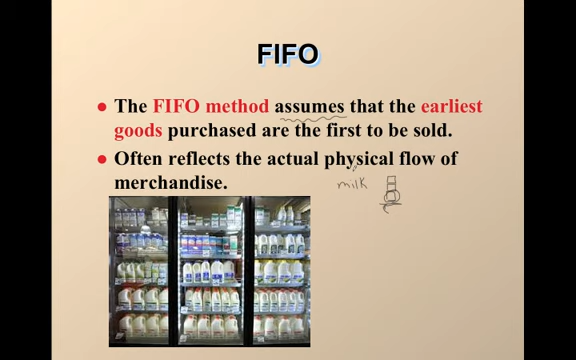 FIFO
The FIFO method assumes that the earliest
goods purchased are the first to be sold.
Often reflects the actual physical flow of
merchandise.
milk